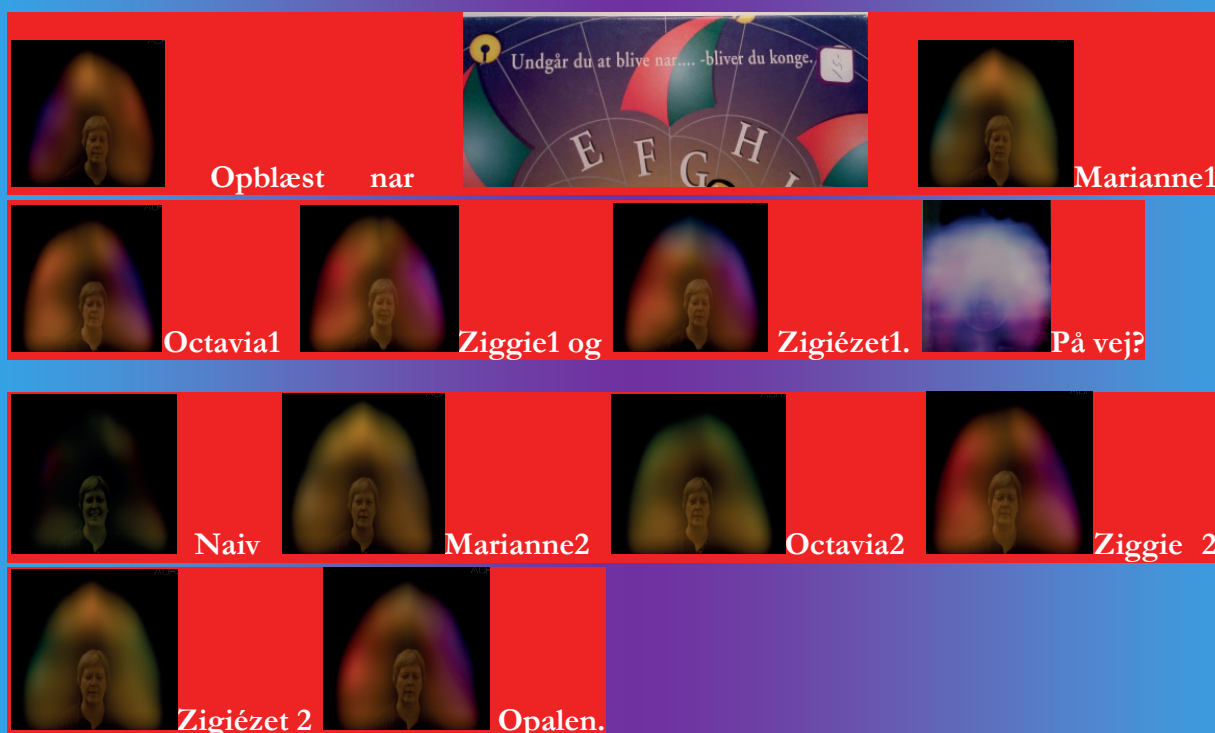 Undgår du at blive nar.... -bliver du konge.
E F G H
Opblæst nar Marianne1
Octavia1 Ziggie1 og Zigiézet1. På vej?
Naiv Marianne2 Octavia2 Ziggie 2
Zigiézet 2 Opalen.